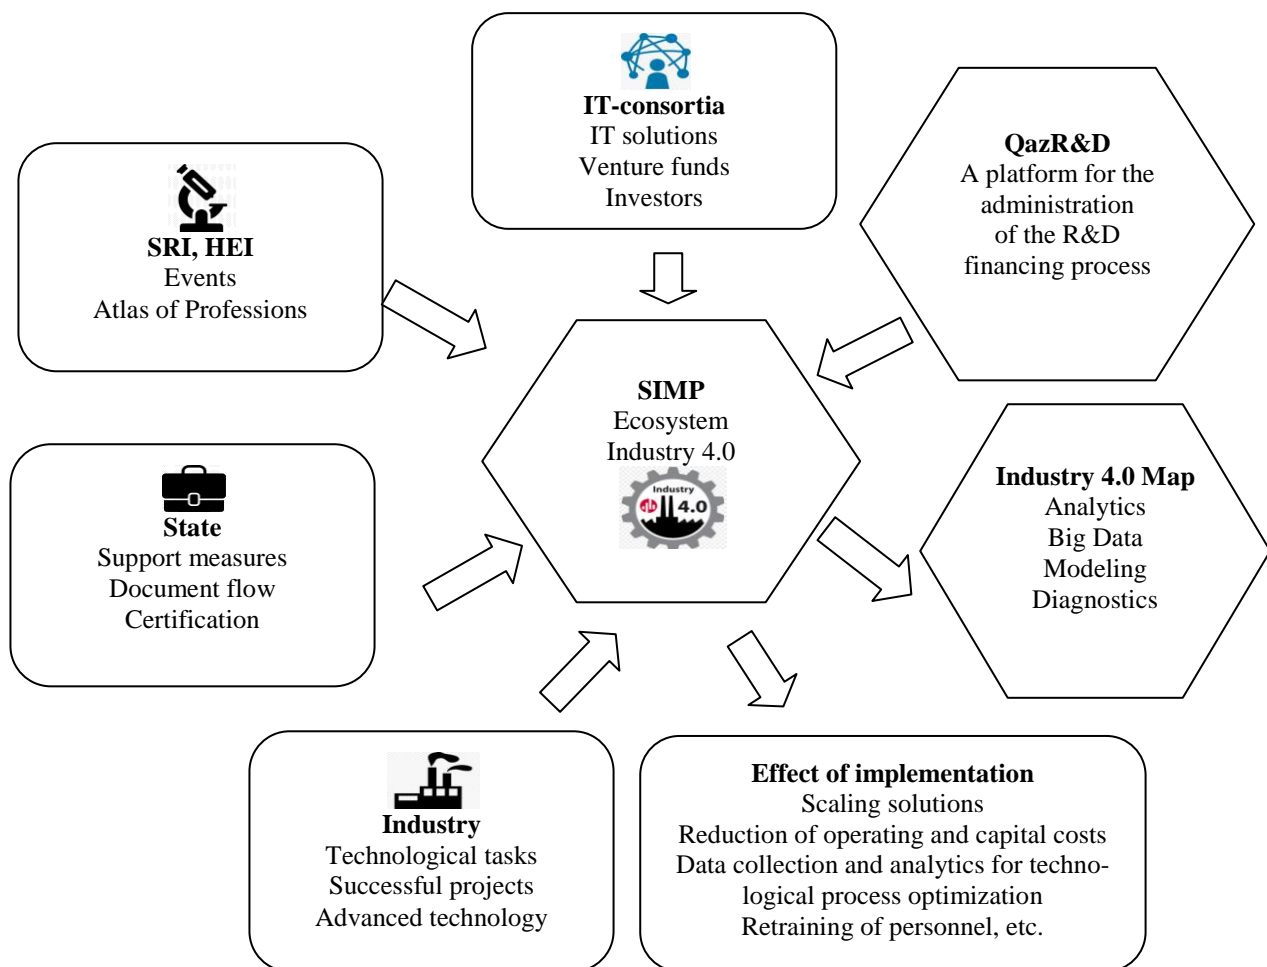 IT-consortia
IT solutions
Venture funds
Investors
QazR&D
A platform for the
administration
of the R&D
financing process
SRI, HEI
Events
Atlas of Professions
SIMP
Ecosystem
Industry 4.0
Industry
4.0
State
Support measures
Document flow
Certification
Industry 4.0 Map
Analytics
Big Data
Modeling
Diagnostics
Industry
Technological tasks
Successful projects
Advanced technology
Effect of implementation
Scaling solutions
Reduction of operating and capital costs
Data collection and analytics for techno-
logical process optimization
Retraining of personnel, etc.